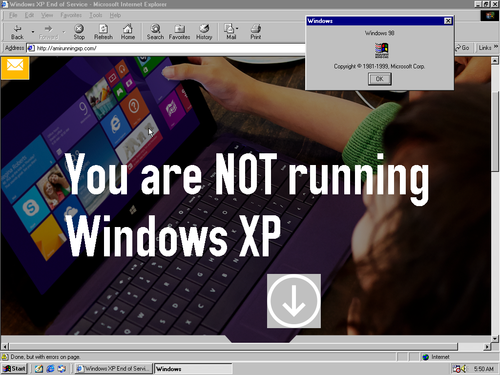 Windows XP End of Service - Microsoft Internet Explorer
File Edit View Favorites Tools Help
Back Forward Stop Refresh Home Search Favorites History Mail Print
Address http://amirunningxp.com/ Go Links
Windows
Windows 98
Copyright © 1981-1999, Microsoft Corp.
OK
You are NOT running
Windows XP
Done, but with errors on page.
Internet
Start
Windows XP End of Servi...
Windows
5:50 AM